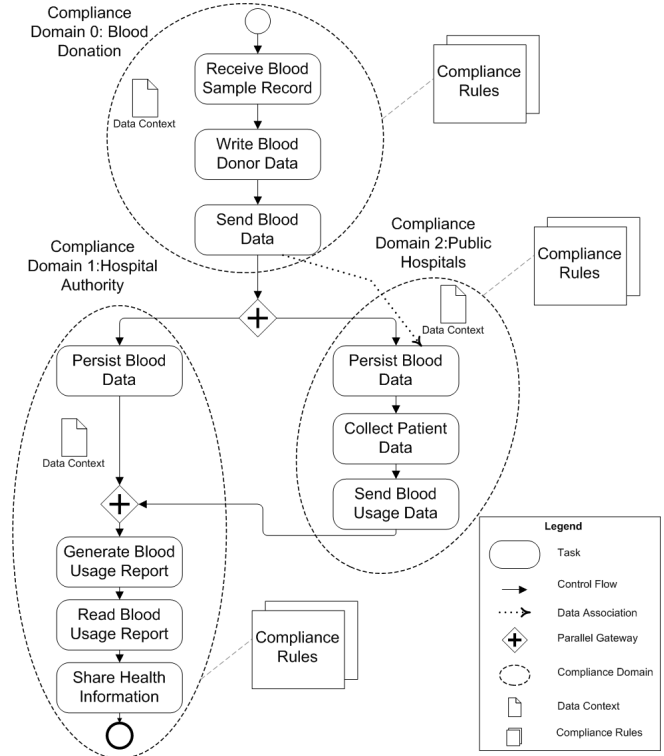 Compliance
Domain 0: Blood
Donation
Receive Blood
Sample Record
Data Context
Compliance
Rules
Write Blood
Donor Data
Send Blood
Data
Compliance
Domain 2:Public
Hospitals
Compliance
Rules
Compliance
Domain 1:Hospital
Authority
Data Context
Persist Blood
Data
Persist Blood
Data
Collect Patient
Data
Data Context
Send Blood
Usage Data
Generate Blood
Usage Report
Read Blood
Usage Report
Compliance
Rules
Share Health
Information
Legend
Task
Control Flow
Data Association
Parallel Gateway
Compliance Domain
Data Context
Compliance Rules